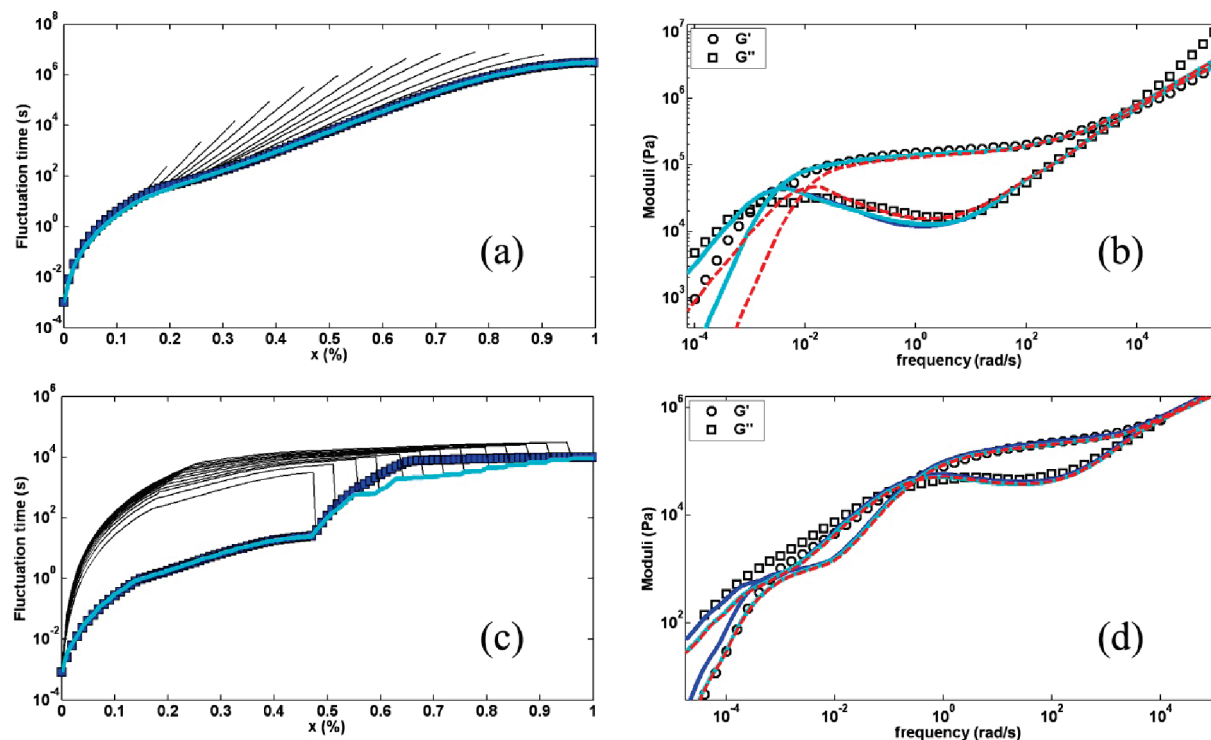 10^8
10^6
10^4
10^2
10^0
10^-2
10^-4
Fluctuation time (s)
0 0.1 0.2 0.3 0.4 0.5 0.6 0.7 0.8 0.9 1
x (%)
(a)
G'
G"
10^7
10^6
10^5
10^4
10^3
Moduli (Pa)
10^-4 10^-2 10^0 10^2 10^4
frequency (rad/s)
(b)
10^6
10^4
10^2
10^0
10^-2
10^-4
Fluctuation time (s)
0 0.1 0.2 0.3 0.4 0.5 0.6 0.7 0.8 0.9 1
x (%)
(c)
G'
G"
10^6
10^4
10^2
Moduli (Pa)
10^-4 10^-2 10^0 10^2 10^4
frequency (rad/s)
(d)